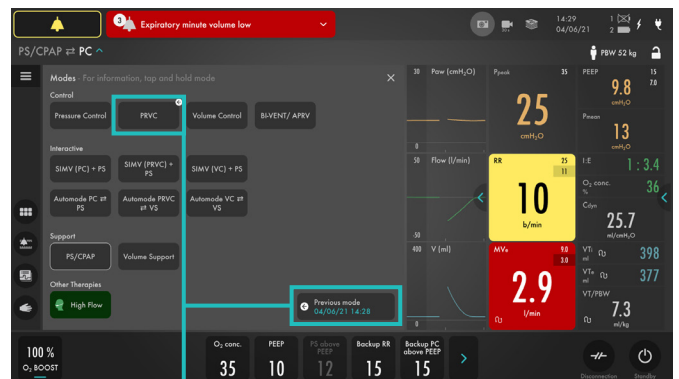 3 Expiratory minute volume low
14:29
04/06/21
1
2
PS/CPAP ⇄ PC
PBW 52 kg
Modes - For information, tap and hold mode
Control
Pressure Control PRVC Volume Control BI-VENT/ APRV
Interactive
SIMV (PC) + PS SIMV (PRVC) + PS SIMV (VC) + PS
Automode PC ⇄ PS Automode PRVC ⇄ VS Automode VC ⇄ VS
Support
PS/CPAP Volume Support
Other Therapies
High Flow
Previous mode
04/06/21 14:28
30 Paw (cmH₂O)
0
50 Flow (l/min)
-50
400 V (ml)
0
Ppeak 35
25
cmH₂O
RR 25
11
10
b/min
MVe 9.0
3.0
2.9
l/min
PEEP 15
7.0
9.8
cmH₂O
Pmean
13
cmH₂O
I:E 1 : 3.4
O₂ conc.
% 36
Cdyn
25.7
ml/cmH₂O
VTi
ml 398
VTe
ml 377
VT/PBW
7.3
ml/kg
100 %
O₂ BOOST
O₂ conc.
35
PEEP
10
PS above
PEEP
12
Backup RR
15
Backup PC
above PEEP
15
Disconnection
Standby